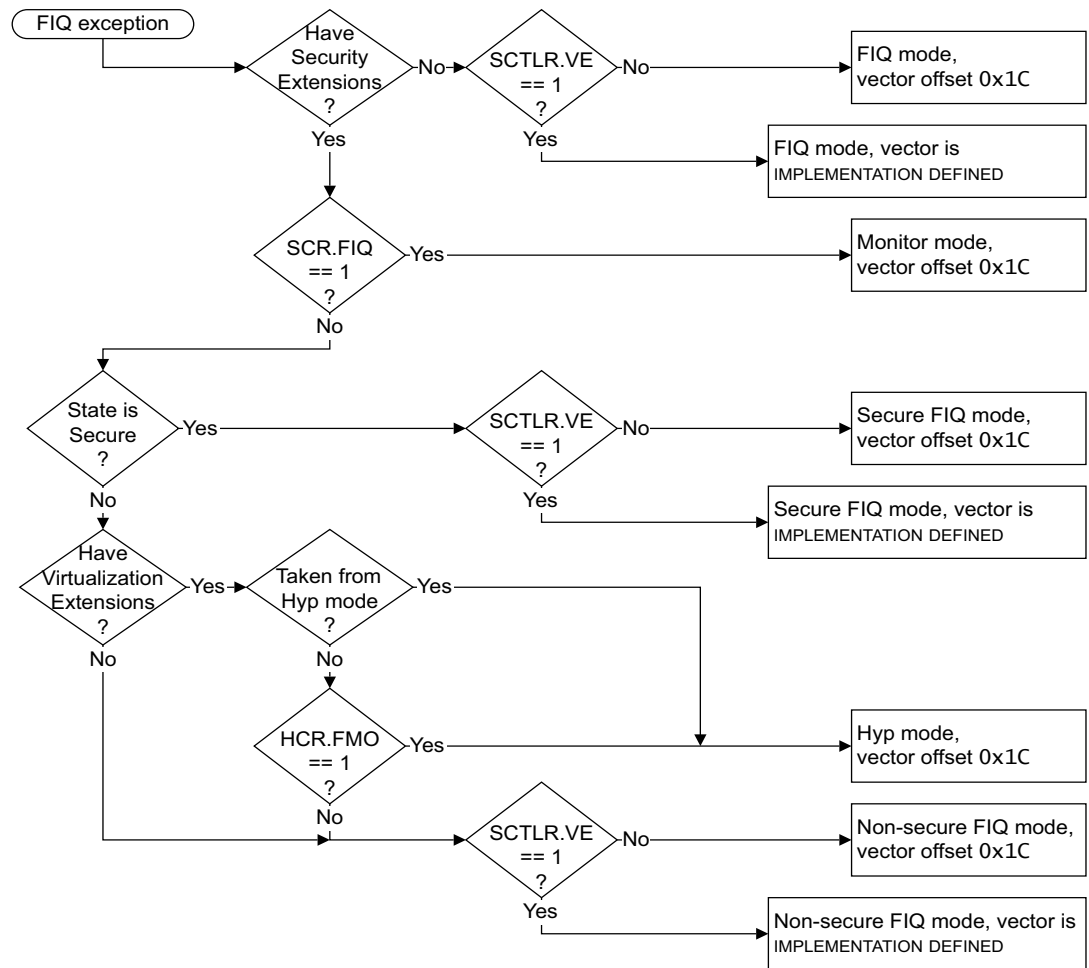 FIQ exception
Have
Security
Extensions
?
No
SCTLR.VE
== 1
?
No
FIQ mode,
vector offset 0x1C
Yes
Yes
FIQ mode, vector is
IMPLEMENTATION DEFINED
SCR.FIQ
== 1
?
Yes
Monitor mode,
vector offset 0x1C
No
State is
Secure
?
Yes
SCTLR.VE
== 1
?
No
Secure FIQ mode,
vector offset 0x1C
No
Yes
Secure FIQ mode, vector is
IMPLEMENTATION DEFINED
Have
Virtualization
Extensions
?
Yes
Taken from
Hyp mode
?
Yes
No
No
HCR.FMO
== 1
?
Yes
Hyp mode,
vector offset 0x1C
No
SCTLR.VE
== 1
?
No
Non-secure FIQ mode,
vector offset 0x1C
Yes
Non-secure FIQ mode, vector is
IMPLEMENTATION DEFINED